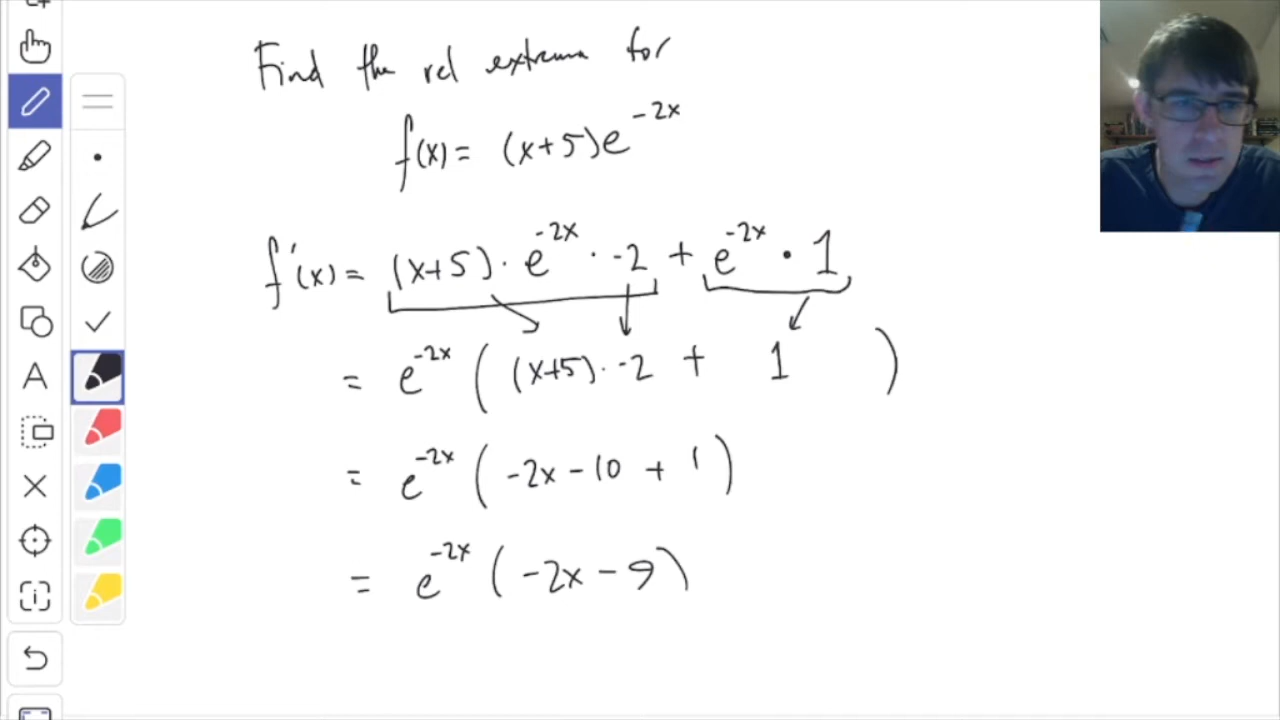 Find the rel extrema for
f(x) = (x+5)e^{-2x}
f'(x) = (x+5) · e^{-2x} · -2 + e^{-2x} · 1
= e^{-2x} ( (x+5) · -2 + 1 )
= e^{-2x} ( -2x - 10 + 1 )
= e^{-2x} ( -2x - 9 )